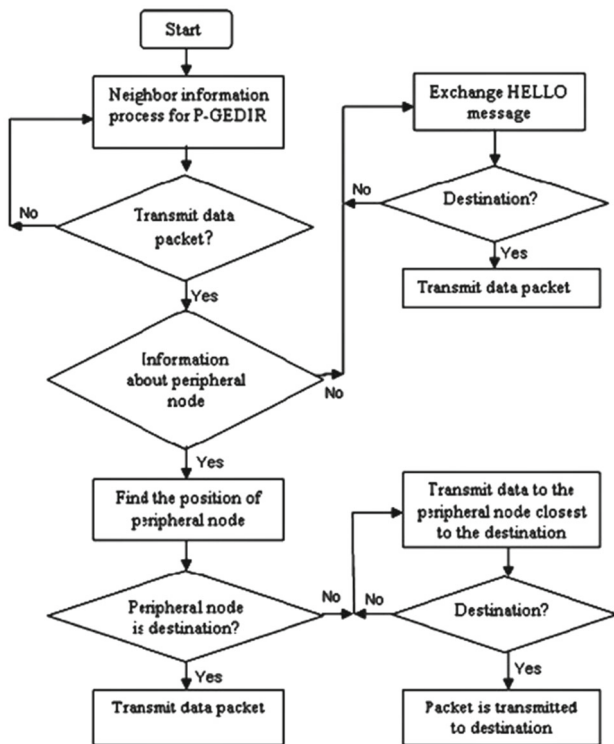 Start
Neighbor information
process for P-GEDIR
No
Transmit data
packet?
Yes
Information
about peripheral
node
No
Yes
Find the position of
peripheral node
Peripheral node
is destination?
No
Yes
Transmit data packet
Exchange HELLO
message
No
Destination?
Yes
Transmit data packet
Transmit data to the
peripheral node closest
to the destination
No
Destination?
Yes
Packet is transmitted
to destination